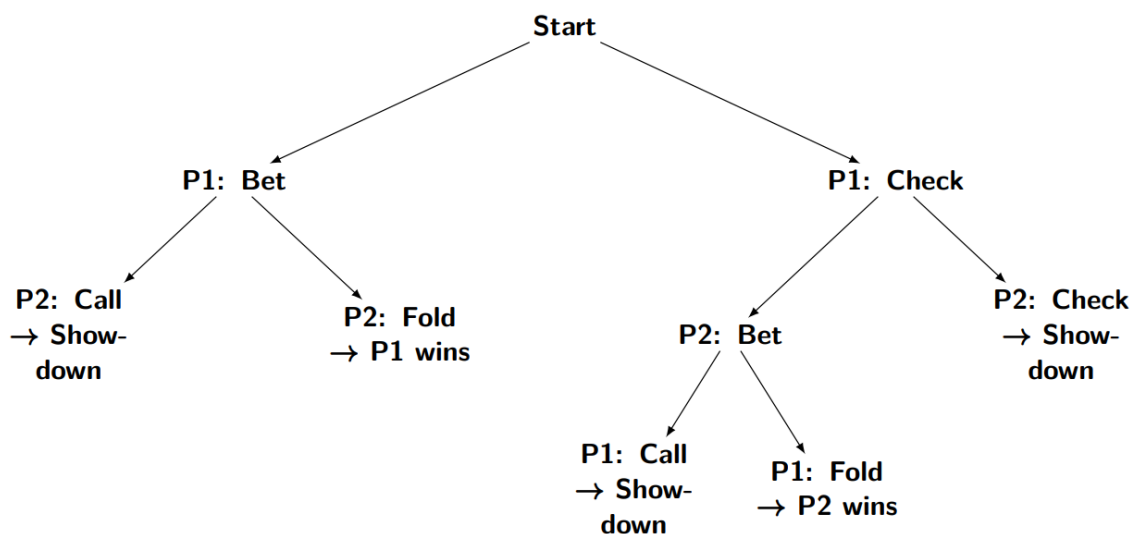 Start
P1: Bet
P1: Check
P2: Call
→ Show-
down
P2: Fold
→ P1 wins
P2: Bet
P2: Check
→ Show-
down
P1: Call
→ Show-
down
P1: Fold
→ P2 wins